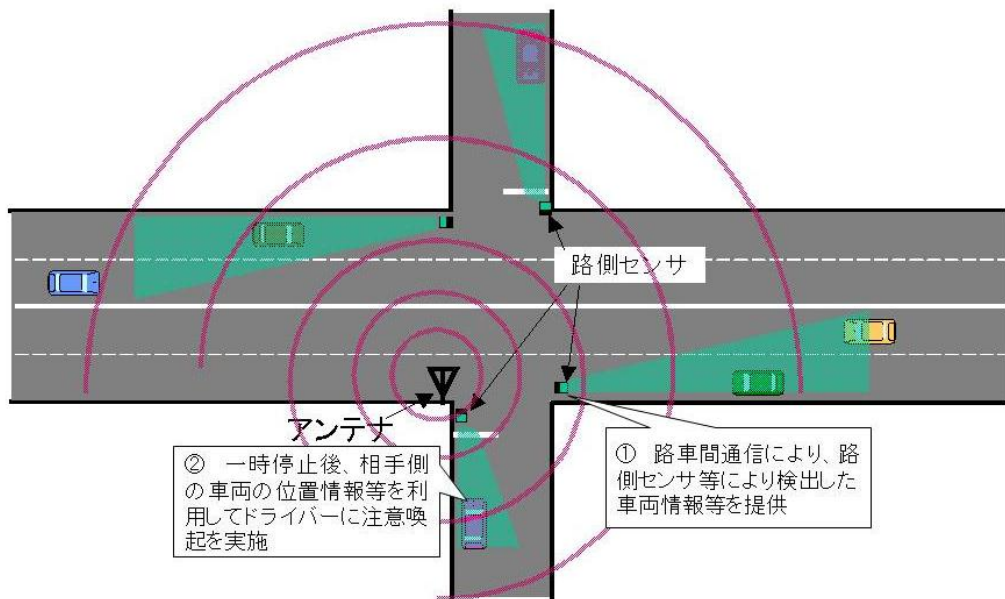 路側センサ
アンテナ
② 一時停止後、相手側
の車両の位置情報等を利
用してドライバーに注意喚
起を実施
① 路車間通信により、路
側センサ等により検出した
車両情報等を提供